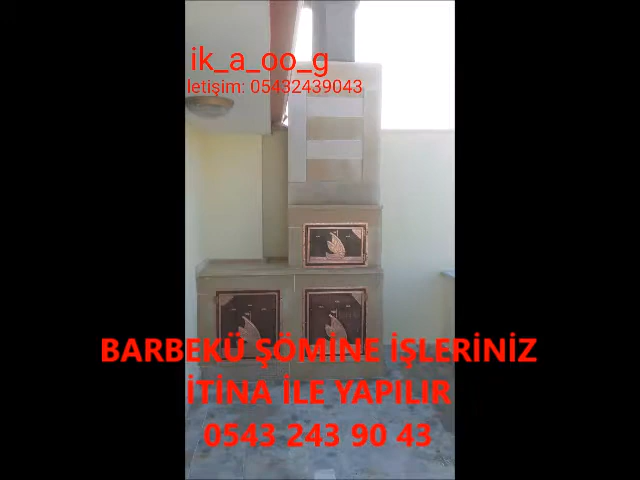 ik_a_oo_g
letişim: 05432439043
BARBEKÜ ŞÖMİNE İŞLERİNİZ
İTİNA İLE YAPILIR
0543 243 90 43